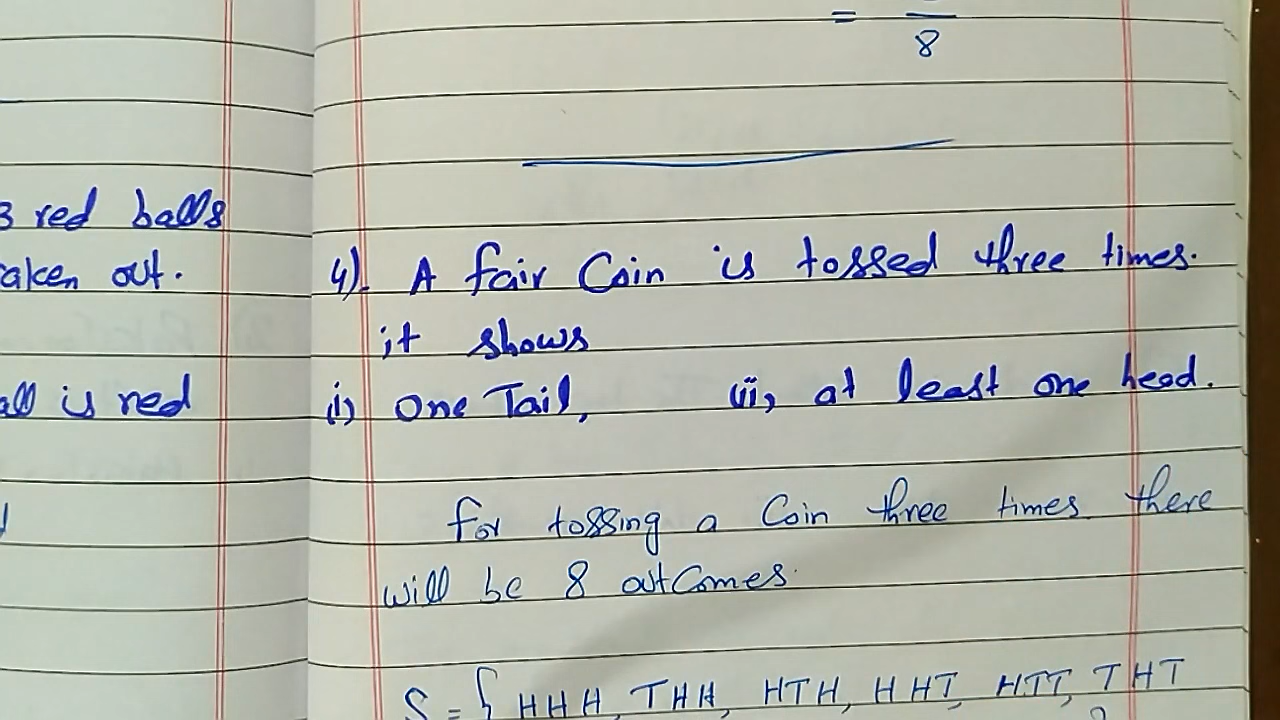 3 red balls
aken out.
all is red
= 
8
4). A fair Coin is tossed three times.
it shows
(i) One Tail, (ii) at least one head.
for tossing a Coin three times there
will be 8 outComes.
S = { HHH, THH, HTH, HHT, HTT, THT